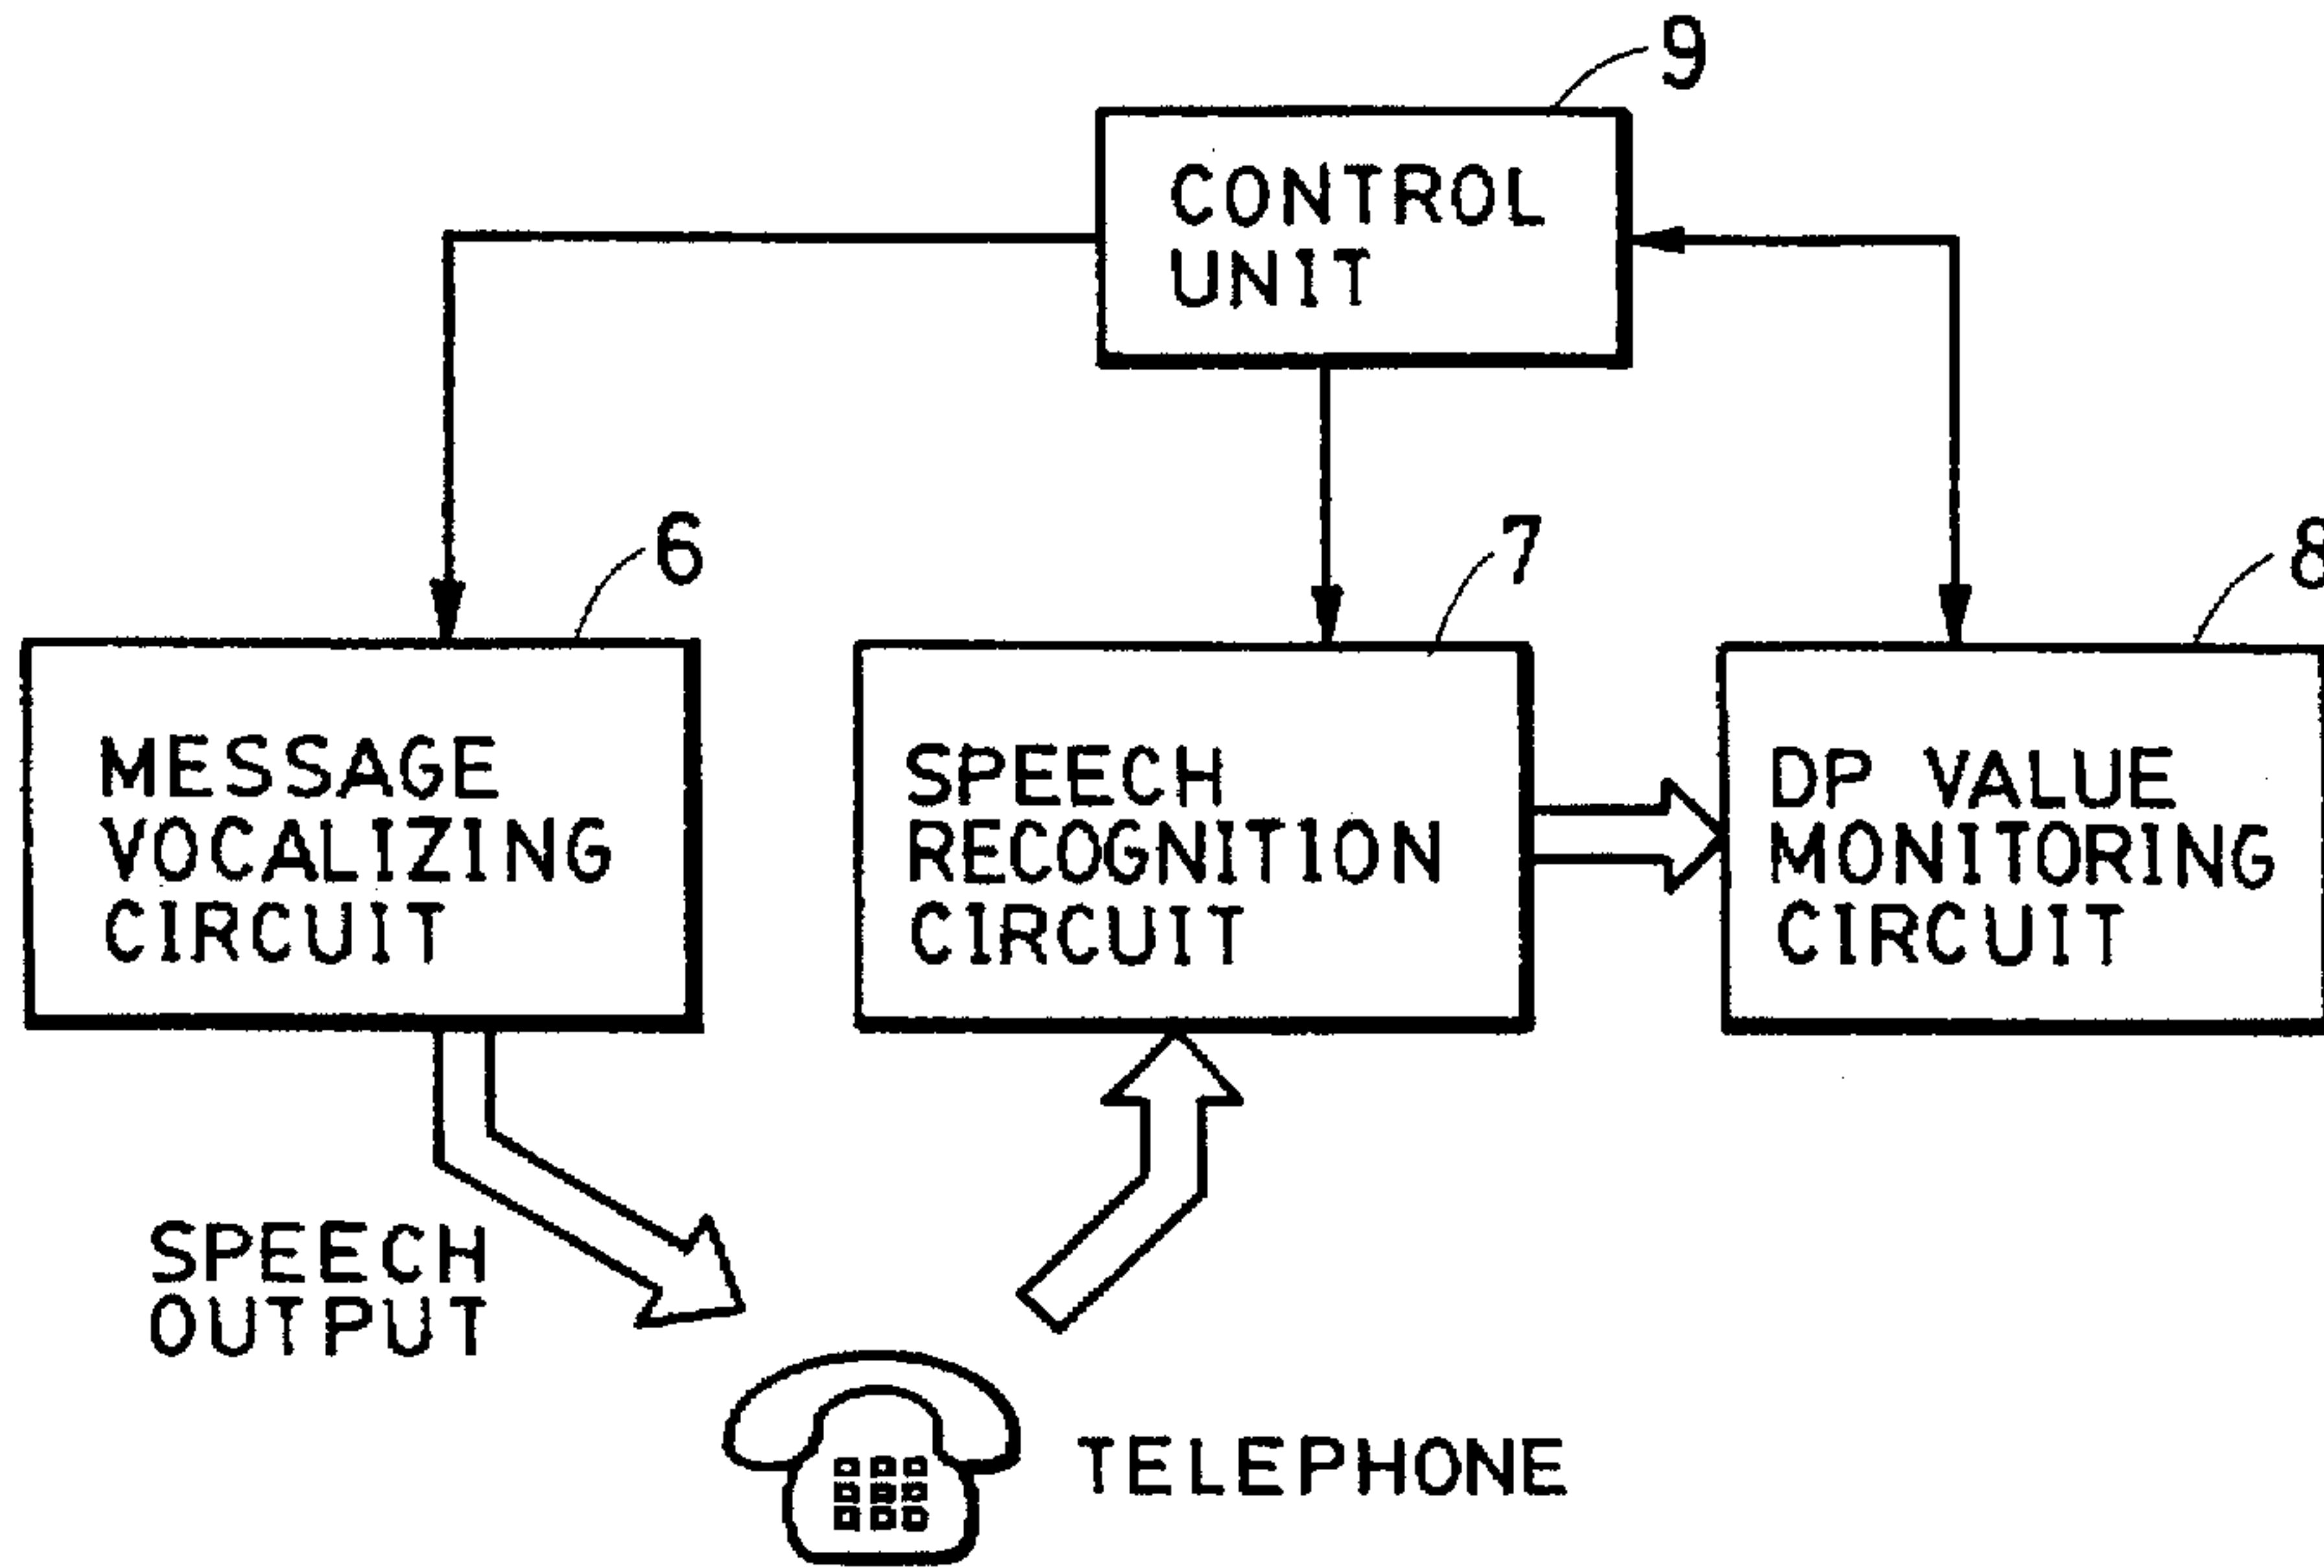 9
CONTROL
UNIT
6
7
8
MESSAGE
VOCALIZING
CIRCUIT
SPEECH
RECOGNITION
CIRCUIT
DP VALUE
MONITORING
CIRCUIT
SPEECH
OUTPUT
TELEPHONE